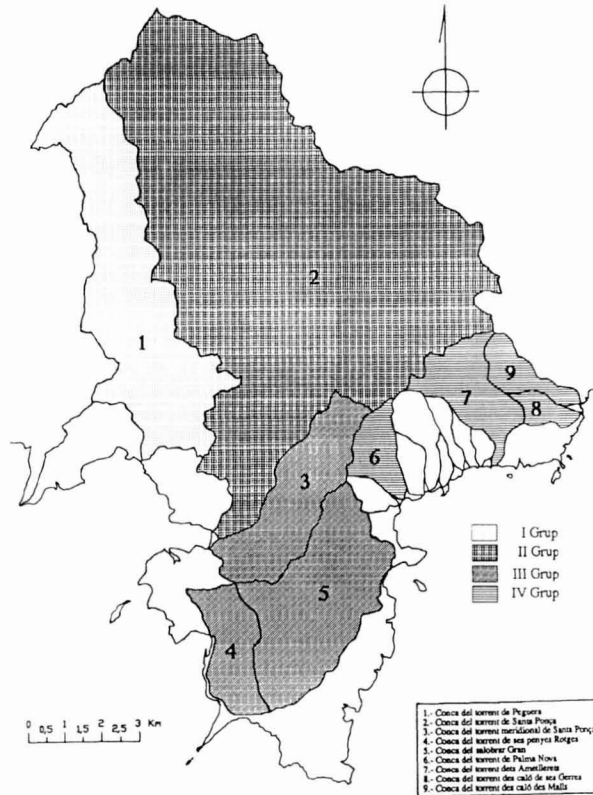 2
1
9
7
8
6
3
I Grup
II Grup
III Grup
IV Grup
5
4
0 0,5 1 1,5 2 2,5 3 Km
1.- Conca del torrent de Peguera
2.- Conca del torrent de Santa Ponça
3.- Conca del torrent meridional de Santa Ponça
4.- Conca del torrent de ses penyes Rotges
5.- Conca del salobrar Gran
6.- Conca del torrent de Palma Nova
7.- Conca del torrent dels Ametllerets
8.- Conca del torrent des caló de ses Gerres
9.- Conca del torrent des caló des Malls